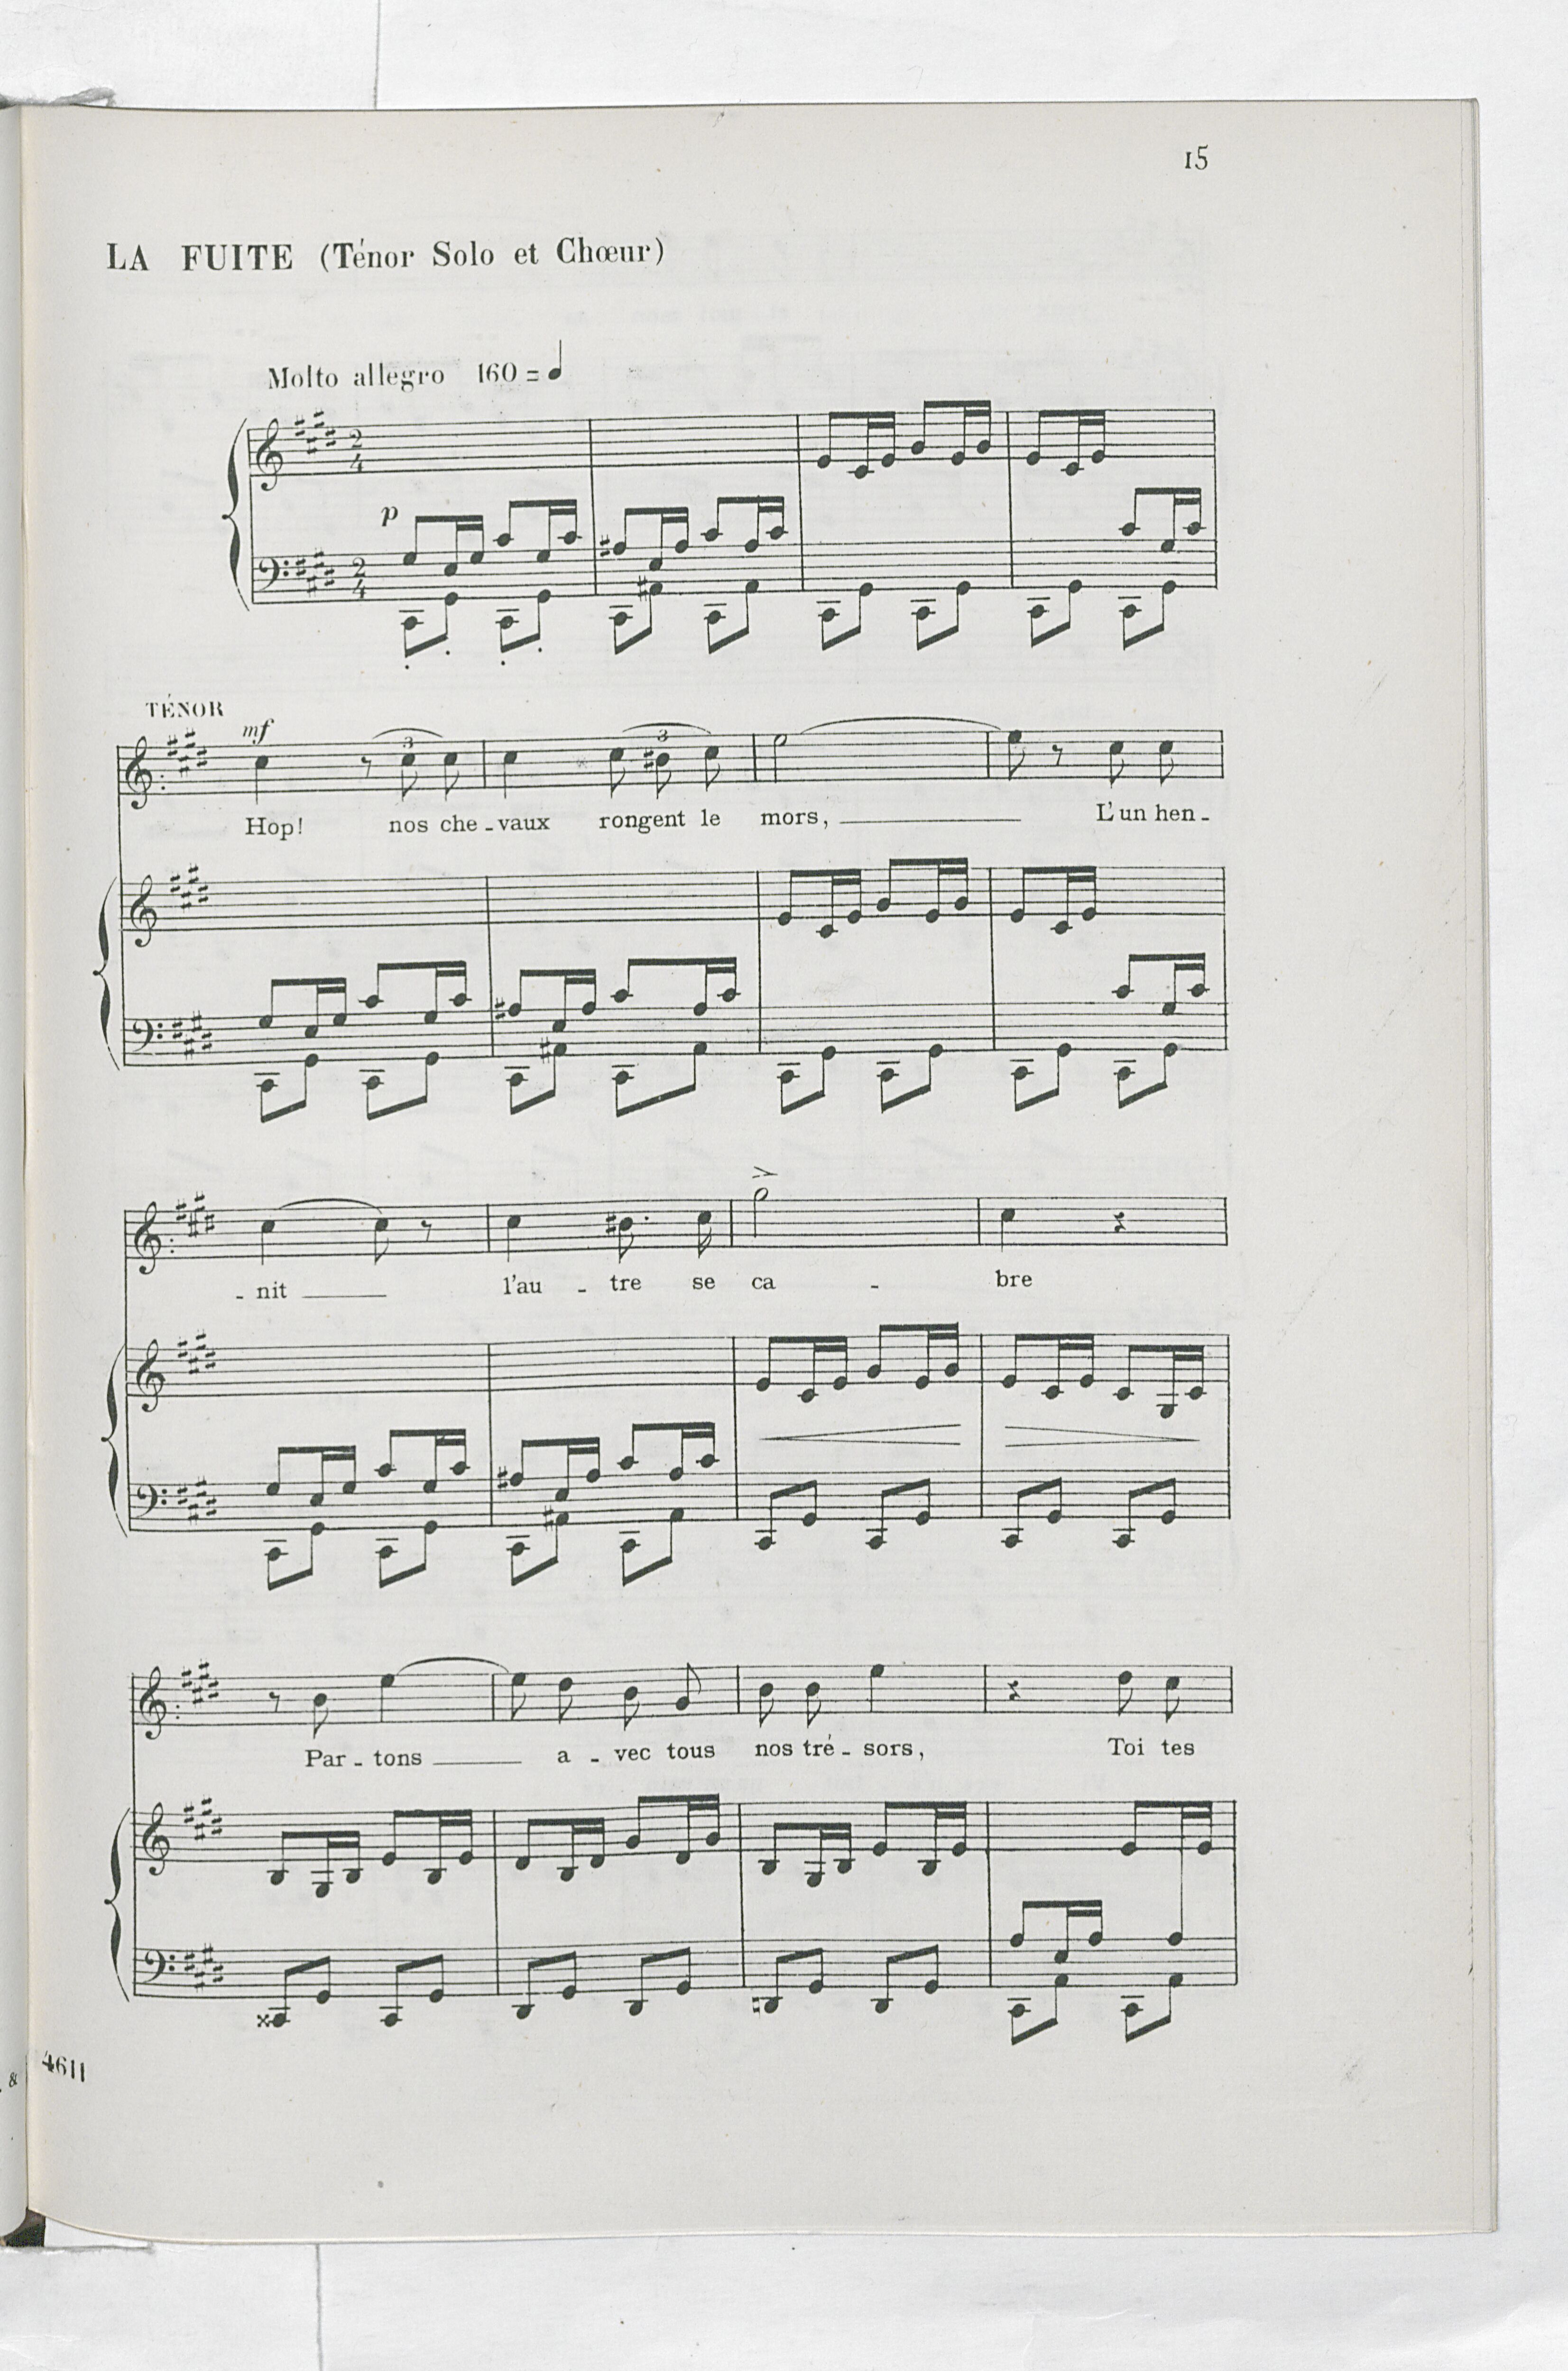 15
LA FUITE (Ténor Solo et Chœur)
Molto allegro 160 =
p
TÉNOR
mf
3 3
Hop! nos che - vaux rongent le mors, L'un hen -
- nit l'au - tre se ca - bre
Par - tons a - vec tous nos tré - sors, Toi tes
& 4611